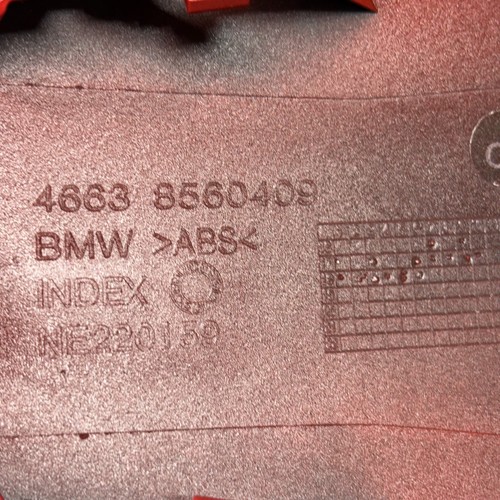 4663 8560409
BMW >ABS<
INDEX
NE220159